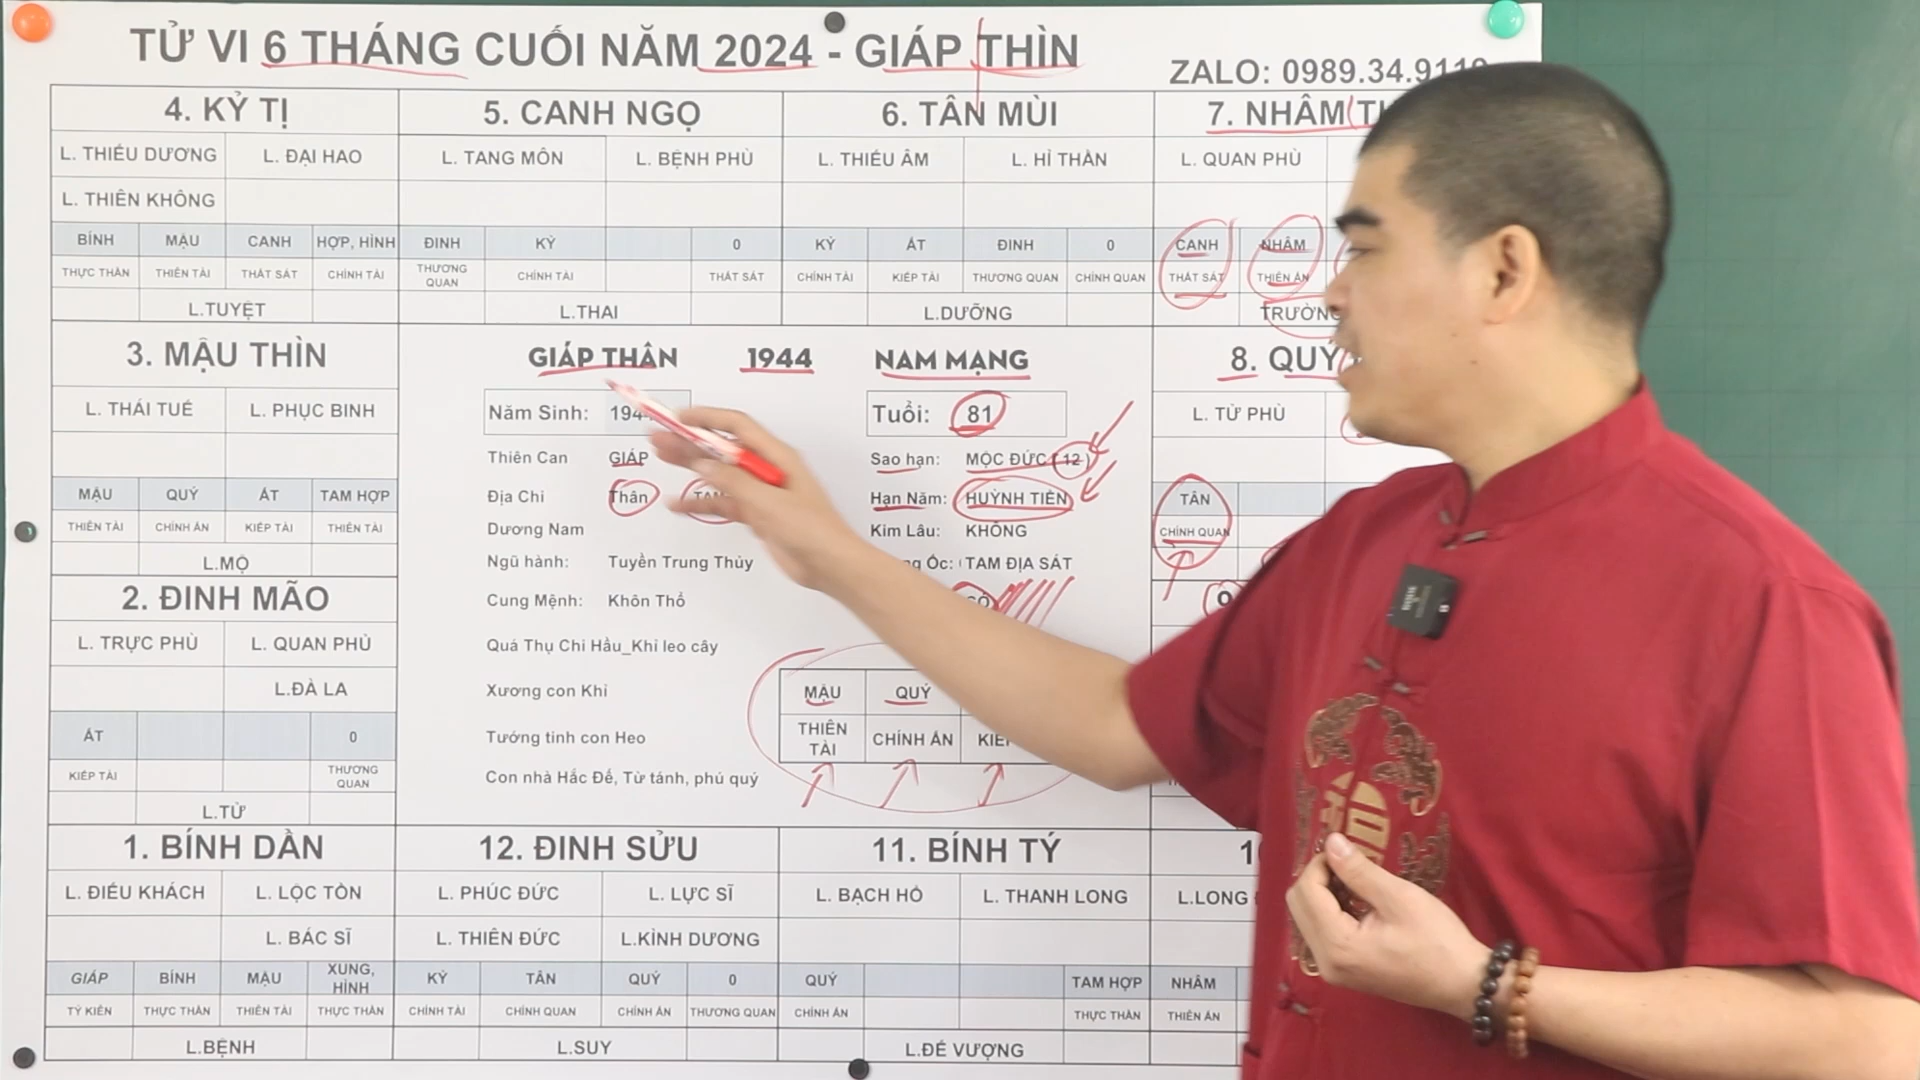 TỬ VI 6 THÁNG CUỐI NĂM 2024 - GIÁP THÌN
ZALO: 0989.34.9119
4. KỶ TỊ
L. THIẾU DƯƠNG L. ĐẠI HAO
L. THIÊN KHÔNG
BÍNH MẬU CANH HỢP, HÌNH
THỰC THẦN THIÊN TÀI THẤT SÁT CHÍNH TÀI
L.TUYỆT
5. CANH NGỌ
L. TANG MÔN L. BỆNH PHÙ
ĐINH KỶ 0
THƯƠNG QUAN CHÍNH TÀI THẤT SÁT
L.THAI
6. TÂN MÙI
L. THIẾU ÂM L. HỈ THẦN
KỶ ẤT ĐINH 0
CHÍNH TÀI KIẾP TÀI THƯƠNG QUAN CHÍNH QUAN
L.DƯỠNG
7. NHÂM
L. QUAN PHÙ
CANH NHÂM
THẤT SÁT THIÊN ẤN
3. MẬU THÌN
L. THÁI TUẾ L. PHỤC BINH
MẬU QUÝ ẤT TAM HỢP
THIÊN TÀI CHÍNH ẤN KIẾP TÀI THIÊN TÀI
L.MỘ
GIÁP THÂN 1944 NAM MẠNG
Năm Sinh:
Tuổi: 81
Thiên Can GIÁP
Sao hạn: MỘC ĐỨC ( 12 )
Địa Chi Thân
Hạn Năm: HUỲNH TIỀN
Dương Nam
Kim Lâu: KHÔNG
Ngũ hành: Tuyền Trung Thủy
Ốc: TAM ĐỊA SÁT
Cung Mệnh: Khôn Thổ
Quá Thụ Chi Hầu_Khỉ leo cây
Xương con Khỉ
Tướng tinh con Heo
Con nhà Hắc Đế, Từ tánh, phú quý
MẬU QUÝ
THIÊN TÀI CHÍNH ẤN
8. QUÝ
L. TỬ PHÙ
TÂN
CHÍNH QUAN
2. ĐINH MÃO
L. TRỰC PHÙ L. QUAN PHỦ
L.ĐÀ LA
ẤT 0
KIẾP TÀI THƯƠNG QUAN
L.TỬ
1. BÍNH DẦN
L. ĐIẾU KHÁCH L. LỘC TỒN
L. BÁC SĨ
GIÁP BÍNH MẬU XUNG, HÌNH
TỶ KIÊN THỰC THẦN THIÊN TÀI THỰC THẦN
L.BỆNH
12. ĐINH SỬU
L. PHÚC ĐỨC L. LỰC SĨ
L. THIÊN ĐỨC L.KÌNH DƯƠNG
KỶ TÂN QUÝ 0
CHÍNH TÀI CHÍNH QUAN CHÍNH ẤN THƯƠNG QUAN
L.SUY
11. BÍNH TÝ
L. BẠCH HỔ L. THANH LONG
QUÝ TAM HỢP
CHÍNH ẤN THỰC THẦN
L.ĐẾ VƯỢNG
L.LONG
NHÂM
THIÊN ẤN